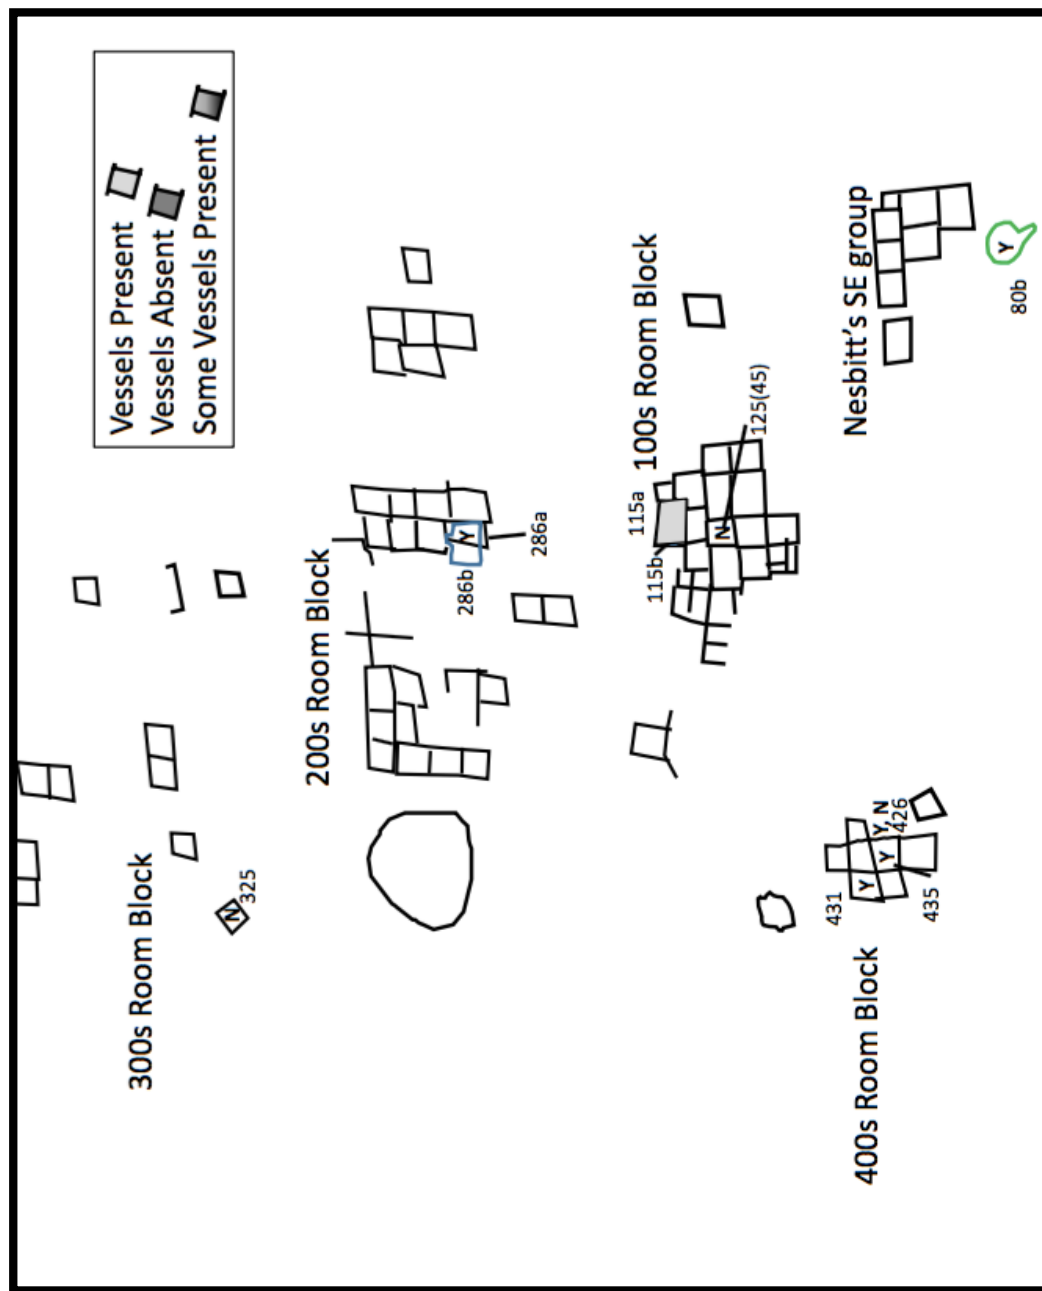 Vessels Present
Vessels Absent
Some Vessels Present
300s Room Block
N
325
200s Room Block
Y
286b
286a
100s Room Block
115a
115b
N
125(45)
Nesbitt's SE group
Y
80b
400s Room Block
431
Y
Y
Y,N
426
435